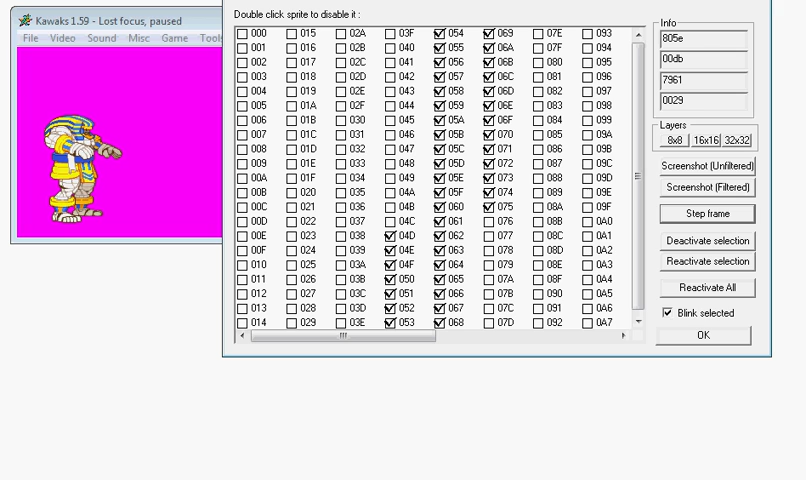 Kawaks 1.59 - Lost focus, paused
File Video Sound Misc Game Tools
Double click sprite to disable it :
000 015 02A 03F 054 069 07E 093
001 016 02B 040 055 06A 07F 094
002 017 02C 041 056 06B 080 095
003 018 02D 042 057 06C 081 096
004 019 02E 043 058 06D 082 097
005 01A 02F 044 059 06E 083 098
006 01B 030 045 05A 06F 084 099
007 01C 031 046 05B 070 085 09A
008 01D 032 047 05C 071 086 09B
009 01E 033 048 05D 072 087 09C
00A 01F 034 049 05E 073 088 09D
00B 020 035 04A 05F 074 089 09E
00C 021 036 04B 060 075 08A 09F
00D 022 037 04C 061 076 08B 0A0
00E 023 038 04D 062 077 08C 0A1
00F 024 039 04E 063 078 08D 0A2
010 025 03A 04F 064 079 08E 0A3
011 026 03B 050 065 07A 08F 0A4
012 027 03C 051 066 07B 090 0A5
013 028 03D 052 067 07C 091 0A6
014 029 03E 053 068 07D 092 0A7
Info
805e
00db
7961
0029
Layers
8x8 16x16 32x32
Screenshot (Unfiltered)
Screenshot (Filtered)
Step frame
Deactivate selection
Reactivate selection
Reactivate All
Blink selected
OK